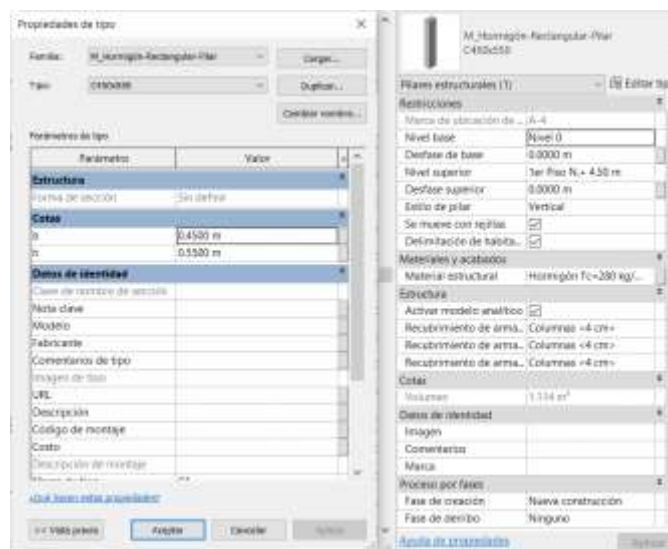 Propiedades de tipo
Familia: M_Hormigón-Rectangular-Pilar Cargar...
Tipo: C450x550 Duplicar...
Cambiar nombre...
Parámetros de tipo
Parámetro Valor
Estructura
Forma de sección Sin definir
Cotas
b 0.4500 m
h 0.5500 m
Datos de identidad
Clave de nombre de sección
Nota clave
Modelo
Fabricante
Comentarios de tipo
Imagen de tipo
URL
Descripción
Código de montaje
Costo
Descripción de montaje
¿Qué hacen estas propiedades?
<< Vista previa Aceptar Cancelar Aplicar
M_Hormigón-Rectangular-Pilar
C450x550
Pilares estructurales (1) Editar tip
Restricciones
Marca de ubicación de ... A-4
Nivel base Nivel 0
Desfase de base 0.0000 m
Nivel superior 1er Piso N.+ 4.50 m
Desfase superior 0.0000 m
Estilo de pilar Vertical
Se mueve con rejillas
Delimitación de habita...
Materiales y acabados
Material estructural Hormigón f'c=280 kg/...
Estructura
Activar modelo analítico
Recubrimiento de arma... Columnas <4 cm>
Recubrimiento de arma... Columnas <4 cm>
Recubrimiento de arma... Columnas <4 cm>
Cotas
Volumen 1.114 m³
Datos de identidad
Imagen
Comentarios
Marca
Proceso por fases
Fase de creación Nueva construcción
Fase de derribo Ninguno
Ayuda de propiedades Aplicar